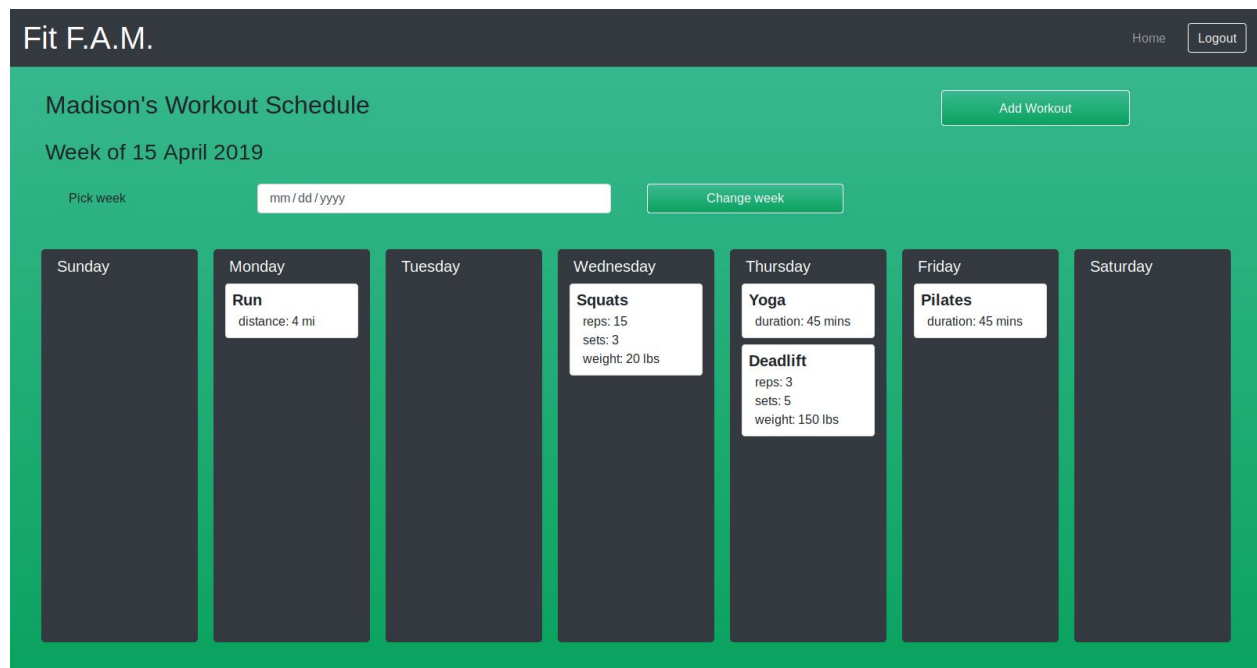 Fit F.A.M.
Home
Logout
Madison's Workout Schedule
Add Workout
Week of 15 April 2019
Pick week
mm / dd / yyyy
Change week
Sunday
Monday
Run
distance: 4 mi
Tuesday
Wednesday
Squats
reps: 15
sets: 3
weight: 20 lbs
Thursday
Yoga
duration: 45 mins
Deadlift
reps: 3
sets: 5
weight: 150 lbs
Friday
Pilates
duration: 45 mins
Saturday